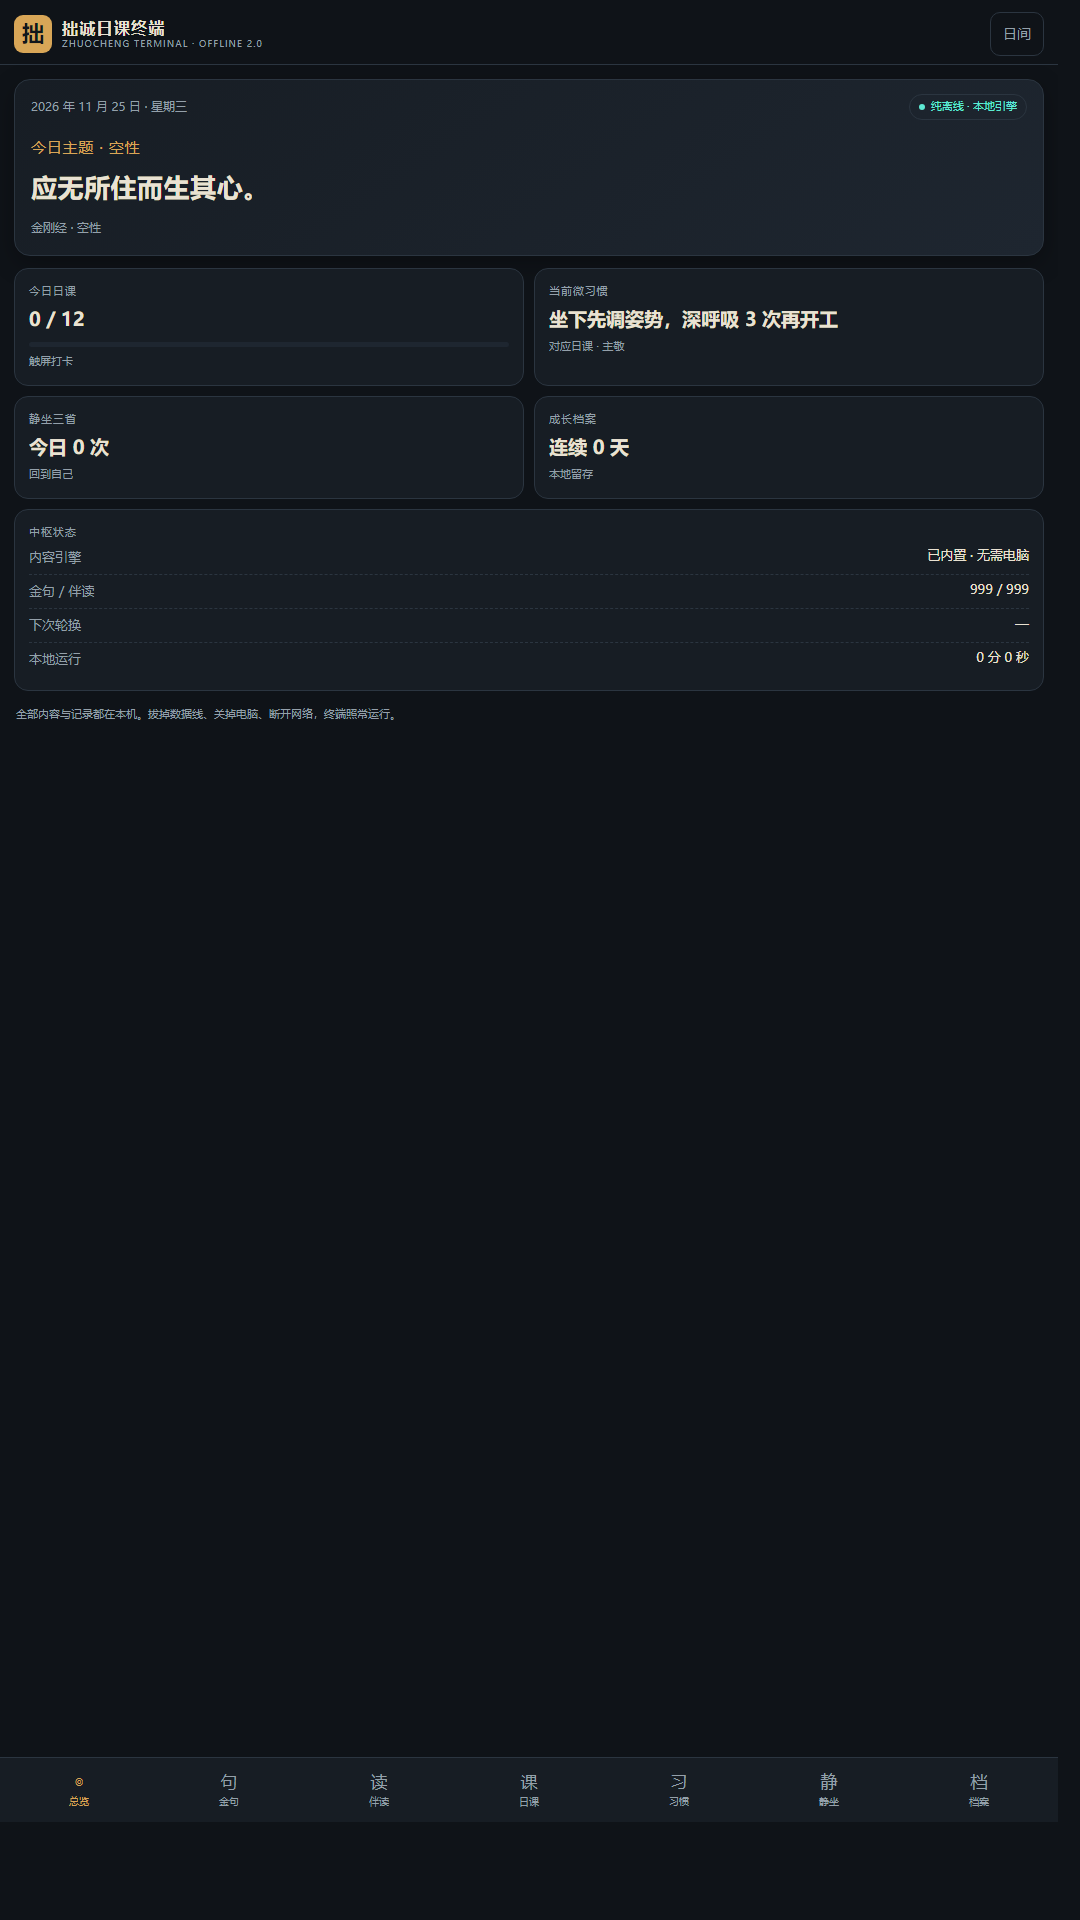 拙
拙诚日课终端
ZHUOCHENG TERMINAL · OFFLINE 2.0
日间
2026 年 11 月 25 日 · 星期三
纯离线 · 本地引擎
今日主题 · 空性
应无所住而生其心。
金刚经 · 空性
今日日课
0 / 12
触屏打卡
当前微习惯
坐下先调姿势，深呼吸 3 次再开工
对应日课 · 主敬
静坐三省
今日 0 次
回到自己
成长档案
连续 0 天
本地留存
中枢状态
内容引擎 已内置 · 无需电脑
金句 / 伴读 999 / 999
下次轮换 —
本地运行 0 分 0 秒
全部内容与记录都在本机。拔掉数据线、关掉电脑、断开网络，终端照常运行。
◎ 句 读 课 习 静 档
总览 金句 伴读 日课 习惯 静坐 档案